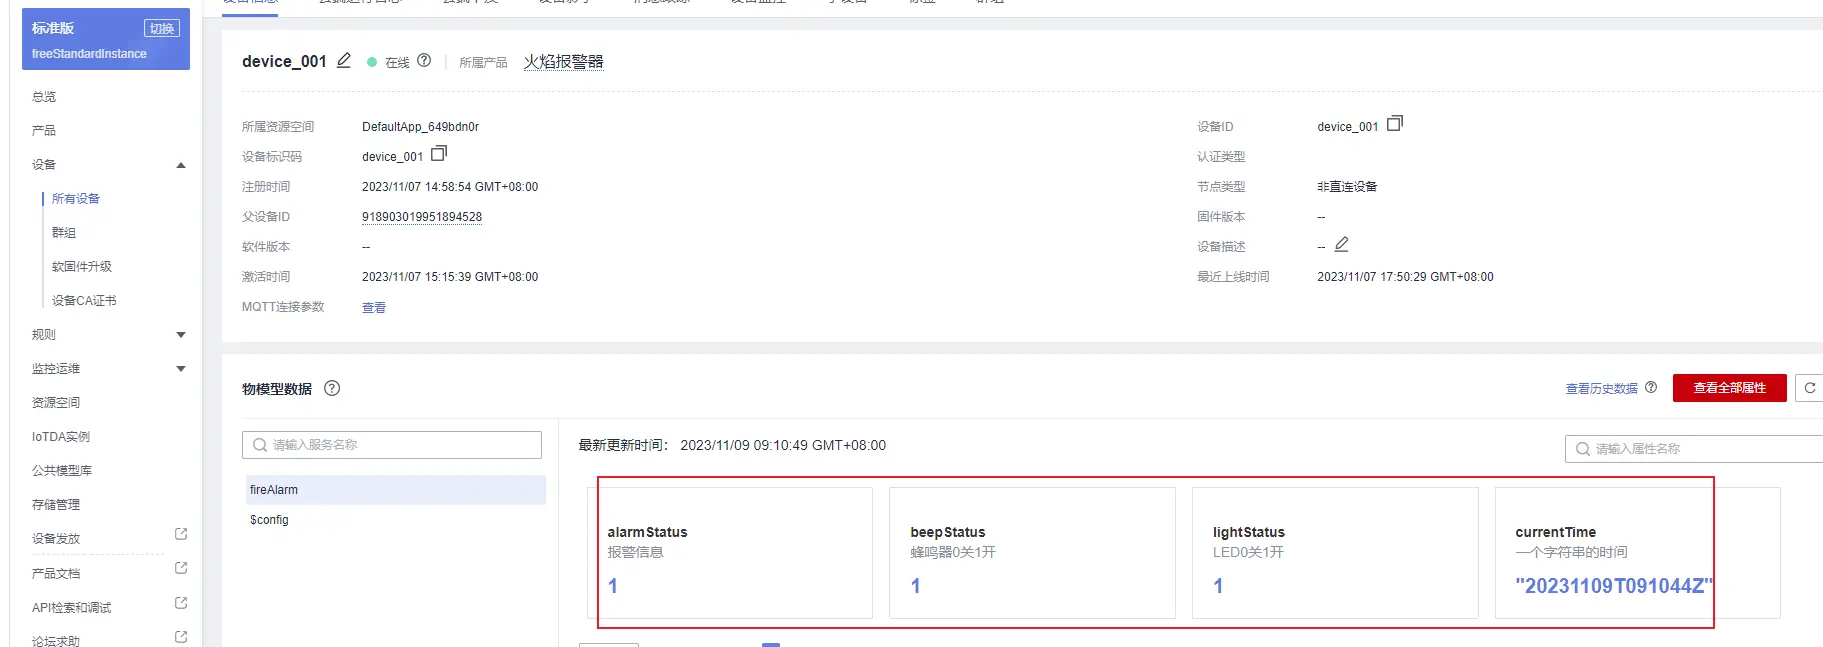 标准版 切换
freeStandardInstance
总览
产品
设备
所有设备
群组
软固件升级
设备CA证书
规则
监控运维
资源空间
IoTDA实例
公共模型库
存储管理
设备发放
产品文档
API检索和调试
论坛求助
device_001 在线 所属产品 火焰报警器
所属资源空间 DefaultApp_649bdn0r 设备ID device_001
设备标识码 device_001 认证类型
注册时间 2023/11/07 14:58:54 GMT+08:00 节点类型 非直连设备
父设备ID 918903019951894528 固件版本 --
软件版本 -- 设备描述 --
激活时间 2023/11/07 15:15:39 GMT+08:00 最近上线时间 2023/11/07 17:50:29 GMT+08:00
MQTT连接参数 查看
物模型数据 查看历史数据 查看全部属性
请输入服务名称
fireAlarm
$config
最新更新时间： 2023/11/09 09:10:49 GMT+08:00 请输入属性名称
alarmStatus beepStatus lightStatus currentTime
报警信息 蜂鸣器0关1开 LED0关1开 一个字符串的时间
1 1 1 "20231109T091044Z"